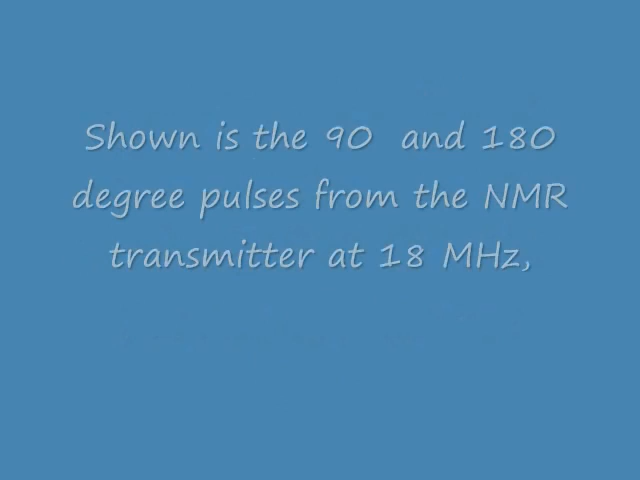 Shown is the 90 and 180
degree pulses from the NMR
transmitter at 18 MHz,